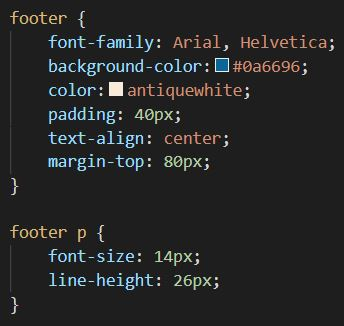 footer {
    font-family: Arial, Helvetica;
    background-color: #0a6696;
    color: antiquewhite;
    padding: 40px;
    text-align: center;
    margin-top: 80px;
}

footer p {
    font-size: 14px;
    line-height: 26px;
}